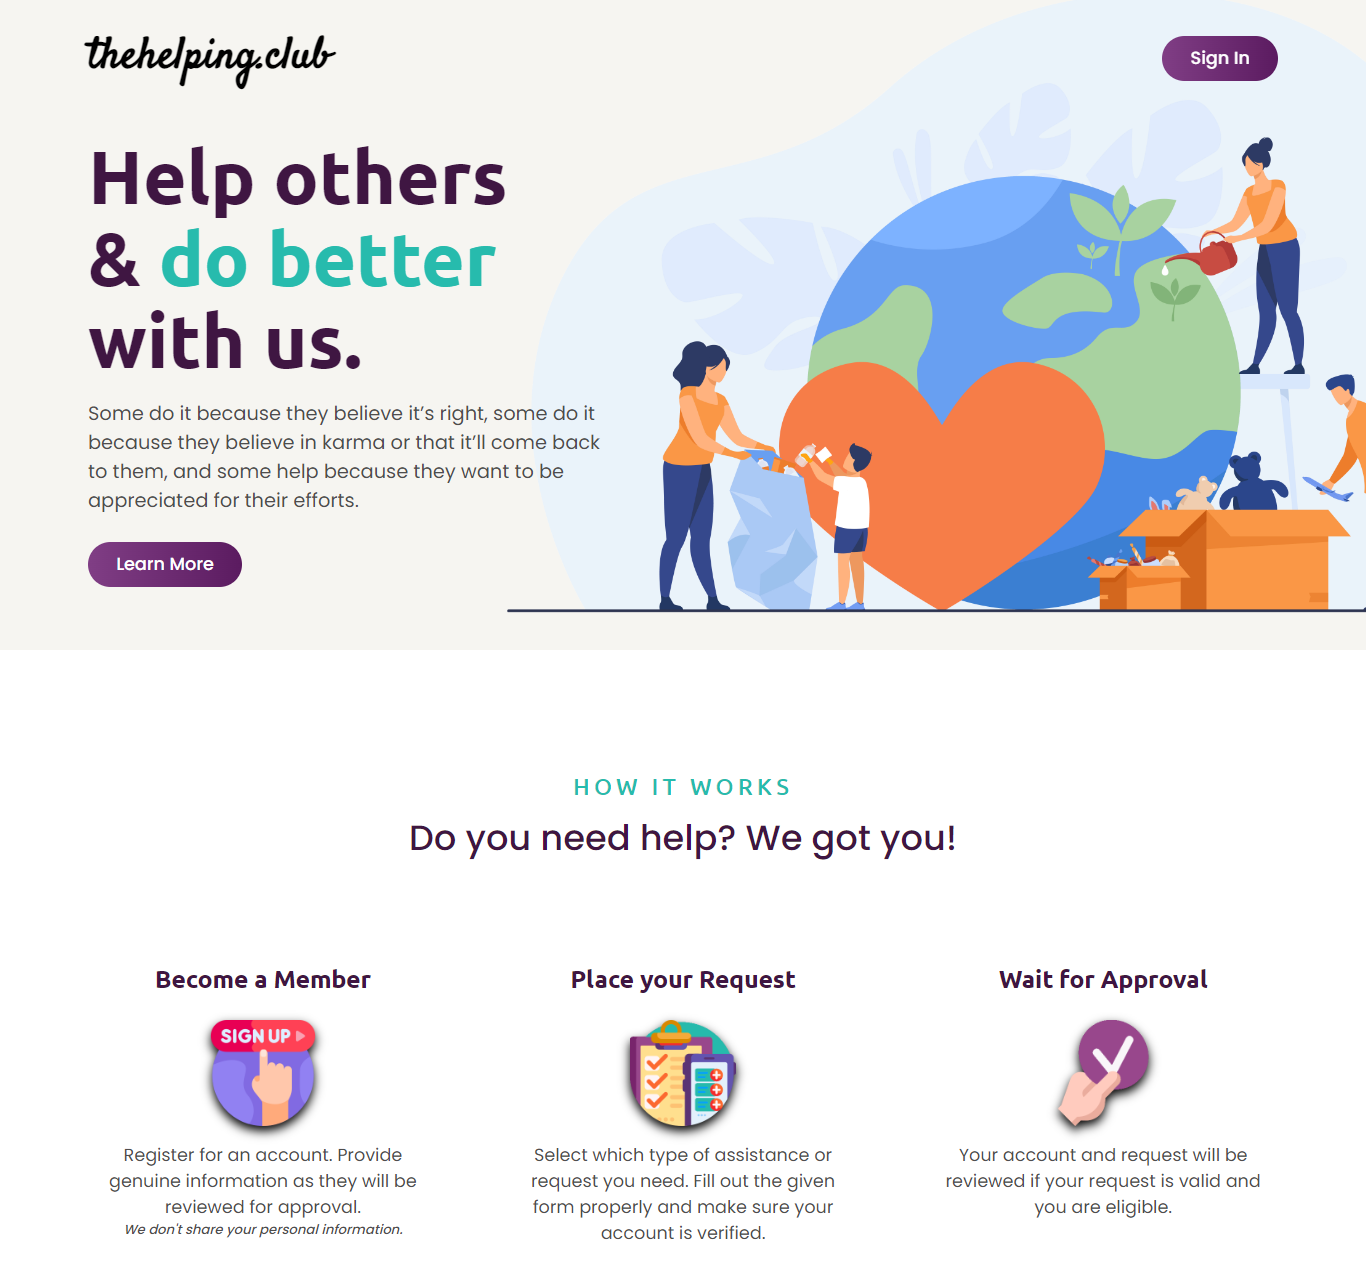 thehelping.club
Sign In
Help others
& do better
with us.
Some do it because they believe it’s right, some do it
because they believe in karma or that it’ll come back
to them, and some help because they want to be
appreciated for their efforts.
Learn More
HOW IT WORKS
Do you need help? We got you!
Become a Member
SIGN UP
Register for an account. Provide
genuine information as they will be
reviewed for approval.
We don't share your personal information.
Place your Request
Select which type of assistance or
request you need. Fill out the given
form properly and make sure your
account is verified.
Wait for Approval
Your account and request will be
reviewed if your request is valid and
you are eligible.